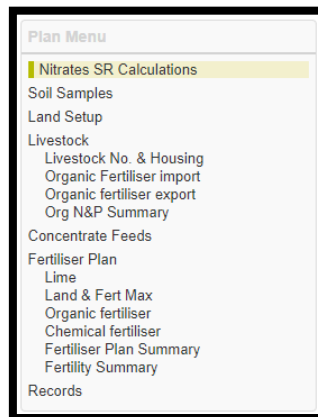 Plan Menu
Nitrates SR Calculations
Soil Samples
Land Setup
Livestock
Livestock No. & Housing
Organic Fertiliser import
Organic fertiliser export
Org N&P Summary
Concentrate Feeds
Fertiliser Plan
Lime
Land & Fert Max
Organic fertiliser
Chemical fertiliser
Fertiliser Plan Summary
Fertility Summary
Records